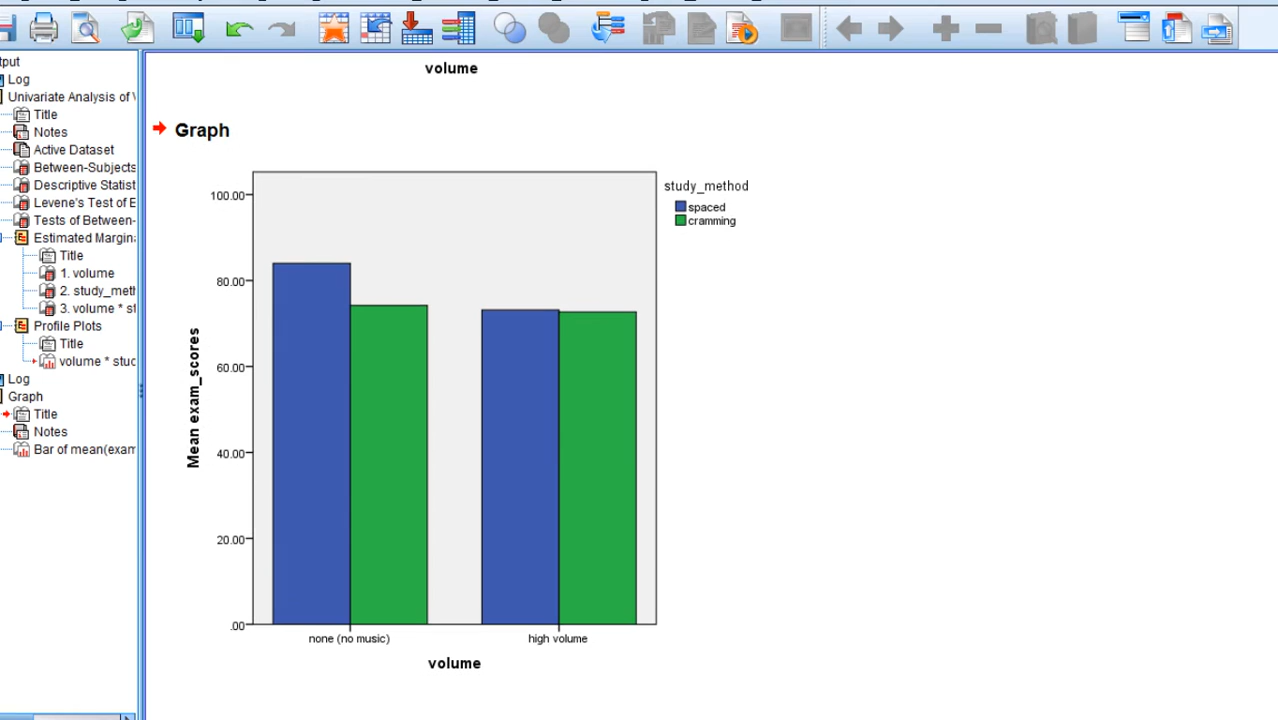 volume
Graph
study_method
spaced
cramming
100.00
80.00
60.00
40.00
20.00
.00
Mean exam_scores
none (no music)
high volume
volume
tput
Log
Univariate Analysis of V
Title
Notes
Active Dataset
Between-Subjects
Descriptive Statist
Levene's Test of E
Tests of Between-
Estimated Margina
Title
1. volume
2. study_meth
3. volume * st
Profile Plots
Title
volume * stud
Log
Graph
Title
Notes
Bar of mean(exam